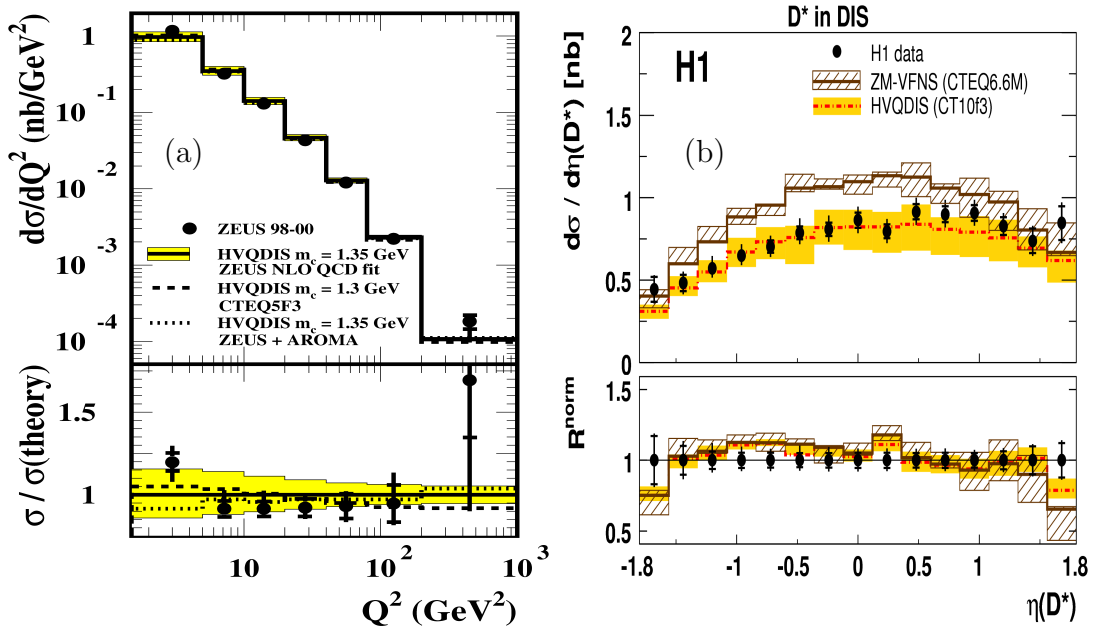 dσ/dQ² (nb/GeV²)
1
10 -1
10 -2
10 -3
10 -4
(a)
ZEUS 98-00
HVQDIS m_c = 1.35 GeV
ZEUS NLO QCD fit
HVQDIS m_c = 1.3 GeV
CTEQ5F3
HVQDIS m_c = 1.35 GeV
ZEUS + AROMA
σ / σ(theory)
1.5
1
10
10²
10³
Q² (GeV²)
D* in DIS
dσ / dη(D*) [nb]
2
1.5
1
0.5
0
H1
(b)
H1 data
ZM-VFNS (CTEQ6.6M)
HVQDIS (CT10f3)
R^norm
1.5
1
0.5
-1.8
-1
0
1
1.8
η(D*)